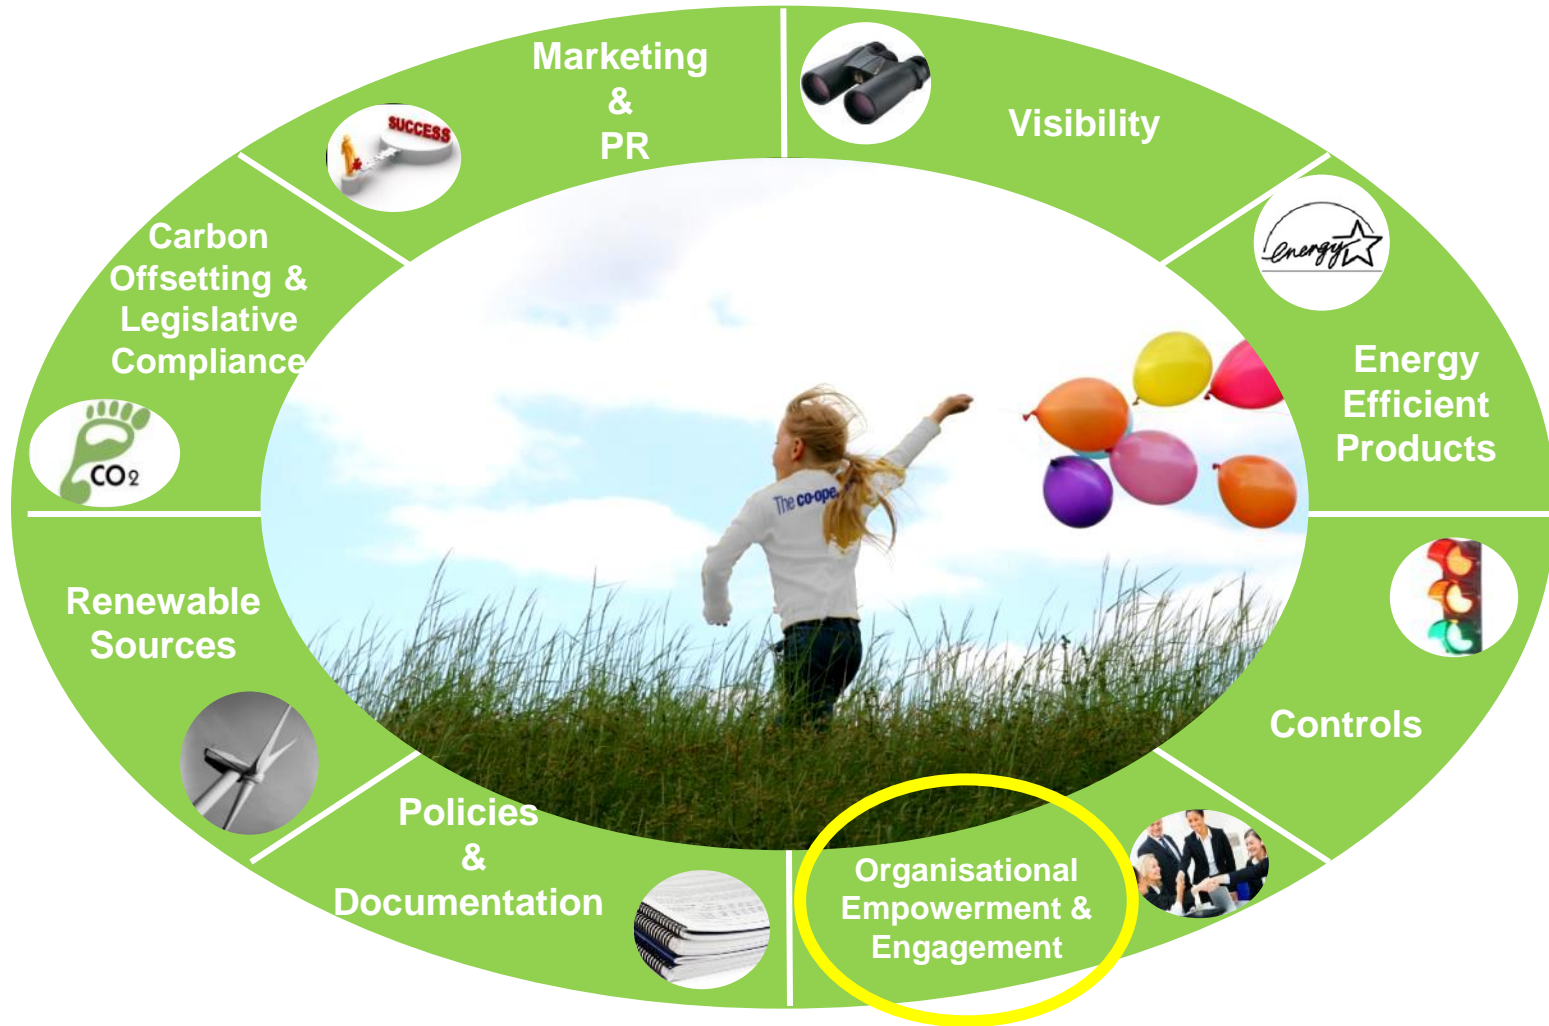 Marketing
&
PR
SUCCESS
Visibility
energy
Energy
Efficient
Products
Controls
Organisational
Empowerment &
Engagement
Policies
&
Documentation
Renewable
Sources
Carbon
Offsetting &
Legislative
Compliance
CO2
The co-ope